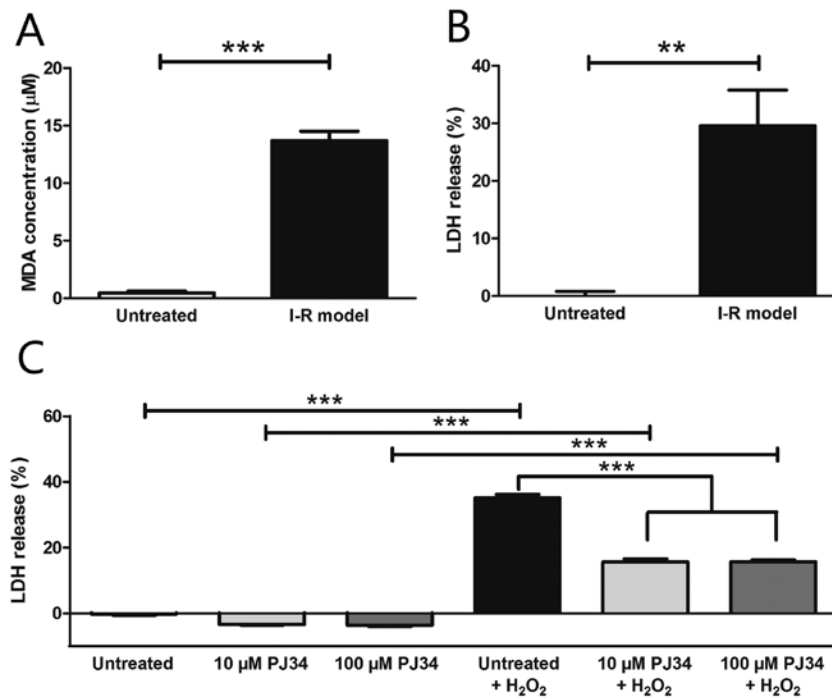 A
***
MDA concentration (μM)
20
15
10
5
0
Untreated
I-R model
B
**
LDH release (%)
40
30
20
10
0
Untreated
I-R model
C
***
***
***
***
LDH release (%)
60
40
20
0
Untreated
10 μM PJ34
100 μM PJ34
Untreated
+ H₂O₂
10 μM PJ34
+ H₂O₂
100 μM PJ34
+ H₂O₂